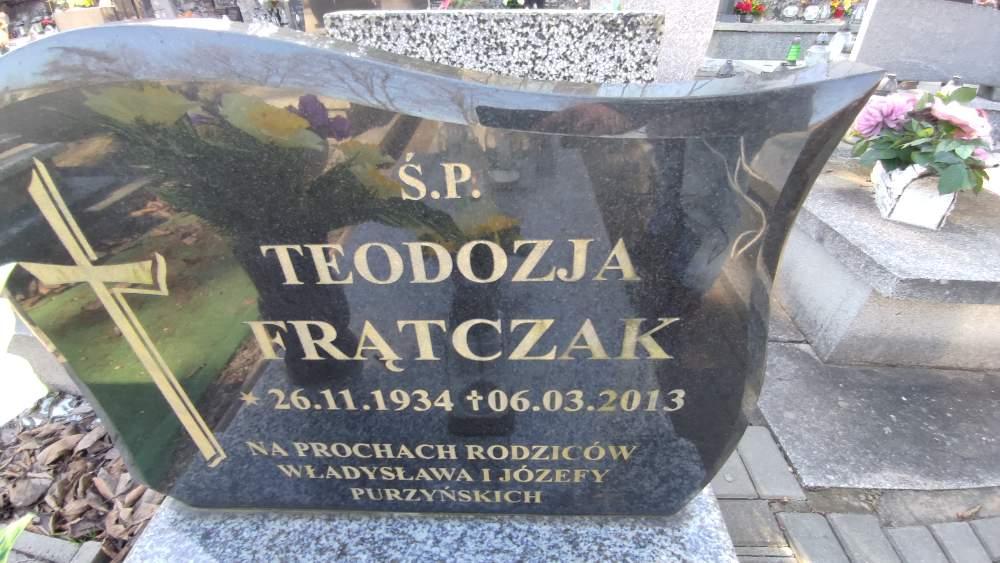 Ś.P.
TEODOZJA
FRĄTCZAK
* 26.11.1934 ✝ 06.03.2013
NA PROCHACH RODZICÓW
WŁADYSŁAWA I JÓZEFY
PURZYŃSKICH